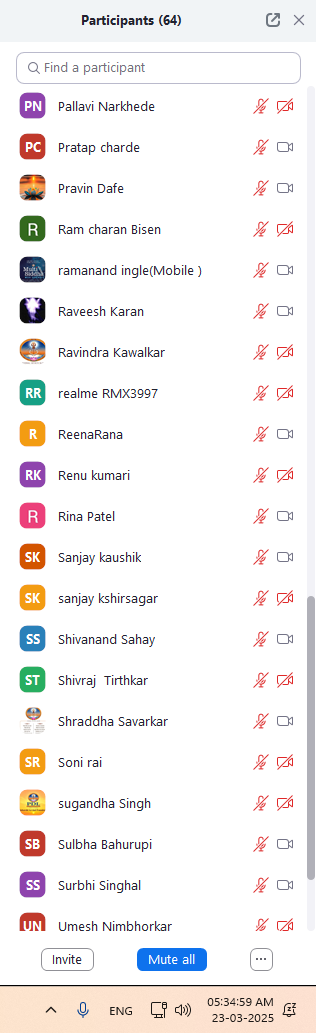 Participants (64)
Find a participant
PN Pallavi Narkhede
PC Pratap charde
Pravin Dafe
R Ram charan Bisen
ramanand ingle(Mobile )
Raveesh Karan
Ravindra Kawalkar
RR realme RMX3997
R ReenaRana
RK Renu kumari
R Rina Patel
SK Sanjay kaushik
SK sanjay kshirsagar
SS Shivanand Sahay
ST Shivraj Tirthkar
Shraddha Savarkar
SR Soni rai
sugandha Singh
SB Sulbha Bahurupi
SS Surbhi Singhal
UN Umesh Nimbhorkar
Invite Mute all ...
ENG 05:34:59 AM
23-03-2025